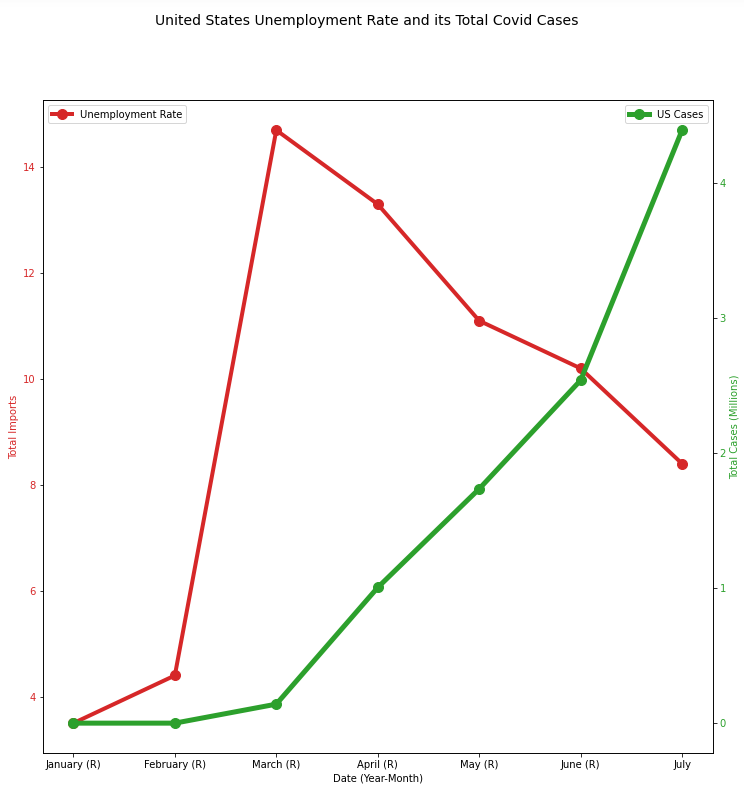 United States Unemployment Rate and its Total Covid Cases
Unemployment Rate
US Cases
14
12
10
8
6
4
Total Imports
4
3
2
1
0
Total Cases (Millions)
January (R) February (R) March (R) April (R) May (R) June (R) July
Date (Year-Month)